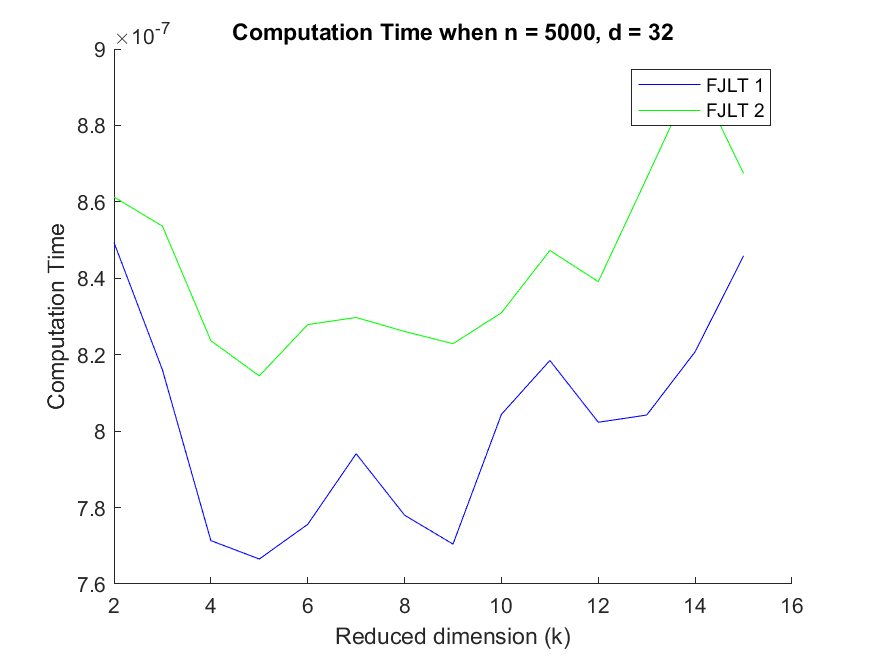 Computation Time when n = 5000, d = 32
×10^-7
FJLT 1
FJLT 2
9
8.8
8.6
8.4
8.2
8
7.8
7.6
Computation Time
2 4 6 8 10 12 14 16
Reduced dimension (k)